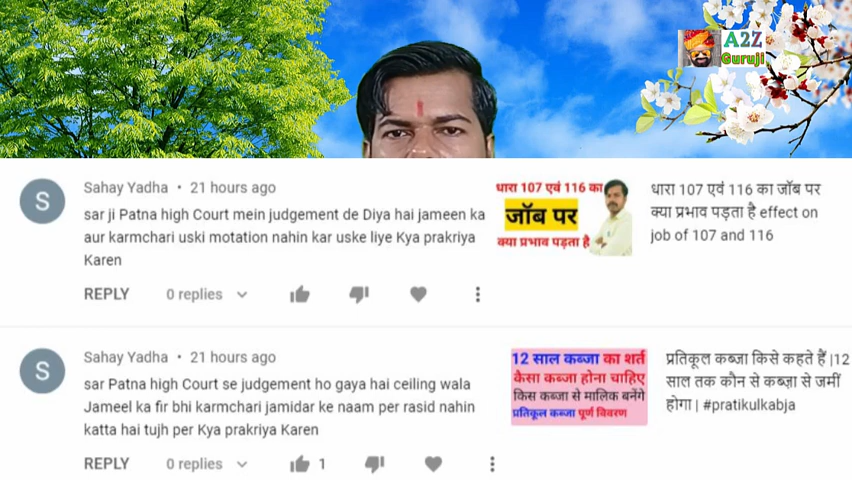 A2Z
Guruji
S
Sahay Yadha • 21 hours ago
sar ji Patna high Court mein judgement de Diya hai jameen ka
aur karmchari uski motation nahin kar uske liye Kya prakriya
Karen
REPLY 0 replies
धारा 107 एवं 116 का
जॉब पर
क्या प्रभाव पड़ता है
धारा 107 एवं 116 का जॉब पर
क्या प्रभाव पड़ता है effect on
job of 107 and 116
S
Sahay Yadha • 21 hours ago
sar Patna high Court se judgement ho gaya hai ceiling wala
Jameel ka fir bhi karmchari jamidar ke naam per rasid nahin
katta hai tujh per Kya prakriya Karen
REPLY 0 replies 1
12 साल कब्जा का शर्त
कैसा कब्जा होना चाहिए
किस कब्जा से मालिक बनेंगे
प्रतिकूल कब्जा पूर्ण विवरण
प्रतिकूल कब्जा किसे कहते हैं |12
साल तक कौन से कब्ज़ा से जमीं
होगा | #pratikulkabja